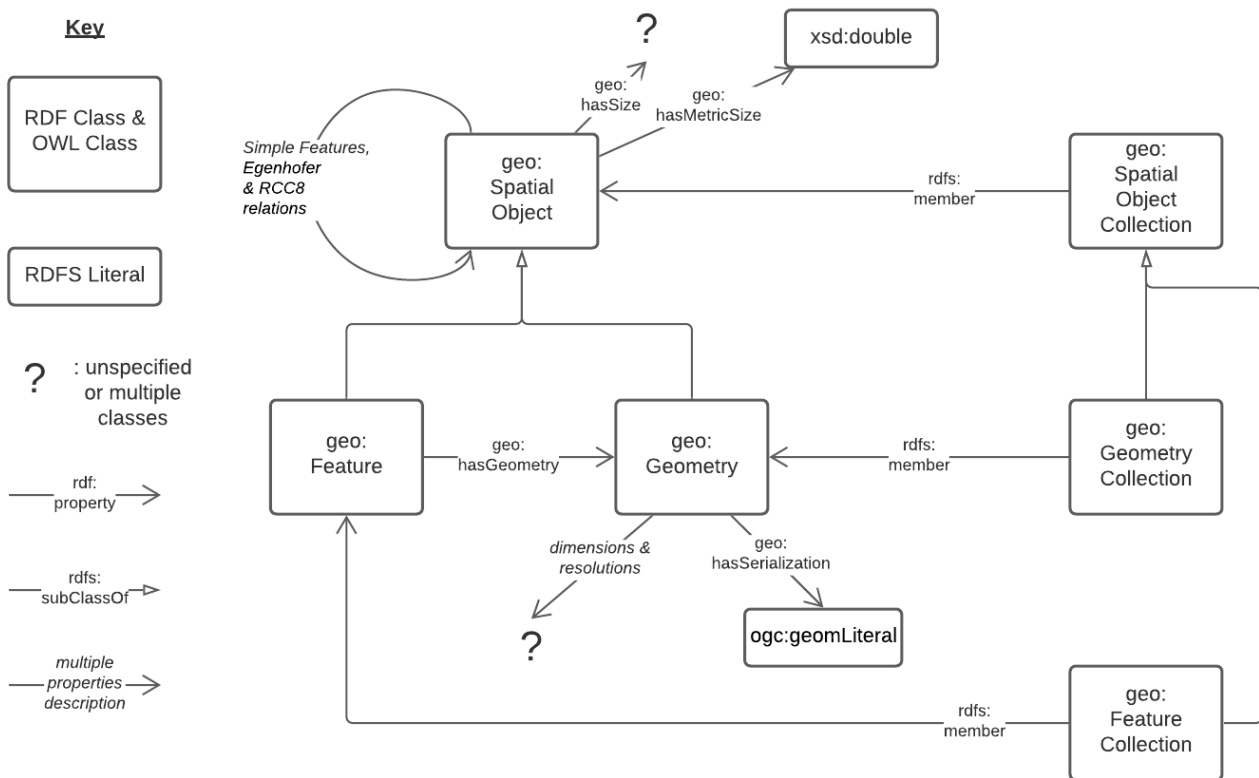 Key
RDF Class &
OWL Class
RDFS Literal
?
: unspecified
or multiple
classes
rdf:
property
rdfs:
subClassOf
multiple
properties
description
?
xsd:double
geo:
hasSize
geo:
hasMetricSize
Simple Features,
Egenhofer
& RCC8
relations
geo:
Spatial
Object
rdfs:
member
geo:
Spatial
Object
Collection
geo:
Feature
geo:
hasGeometry
geo:
Geometry
rdfs:
member
geo:
Geometry
Collection
dimensions &
resolutions
geo:
hasSerialization
?
ogc:geomLiteral
rdfs:
member
geo:
Feature
Collection